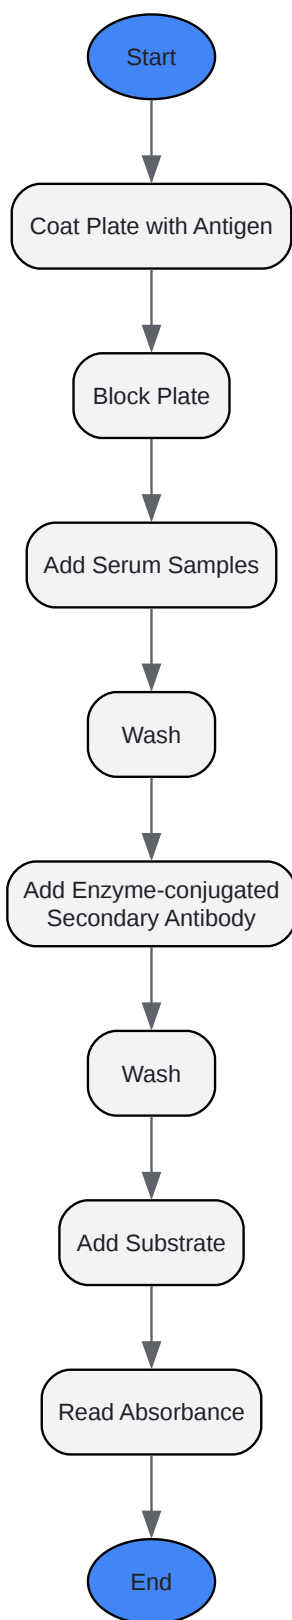 Start
Coat Plate with Antigen
Block Plate
Add Serum Samples
Wash
Add Enzyme-conjugated
Secondary Antibody
Wash
Add Substrate
Read Absorbance
End